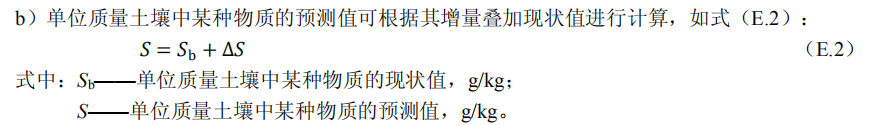 b）单位质量土壤中某种物质的预测值可根据其增量叠加现状值进行计算，如式（E.2）：
S = Sb + ΔS （E.2）
式中：Sb——单位质量土壤中某种物质的现状值，g/kg；
S——单位质量土壤中某种物质的预测值，g/kg。